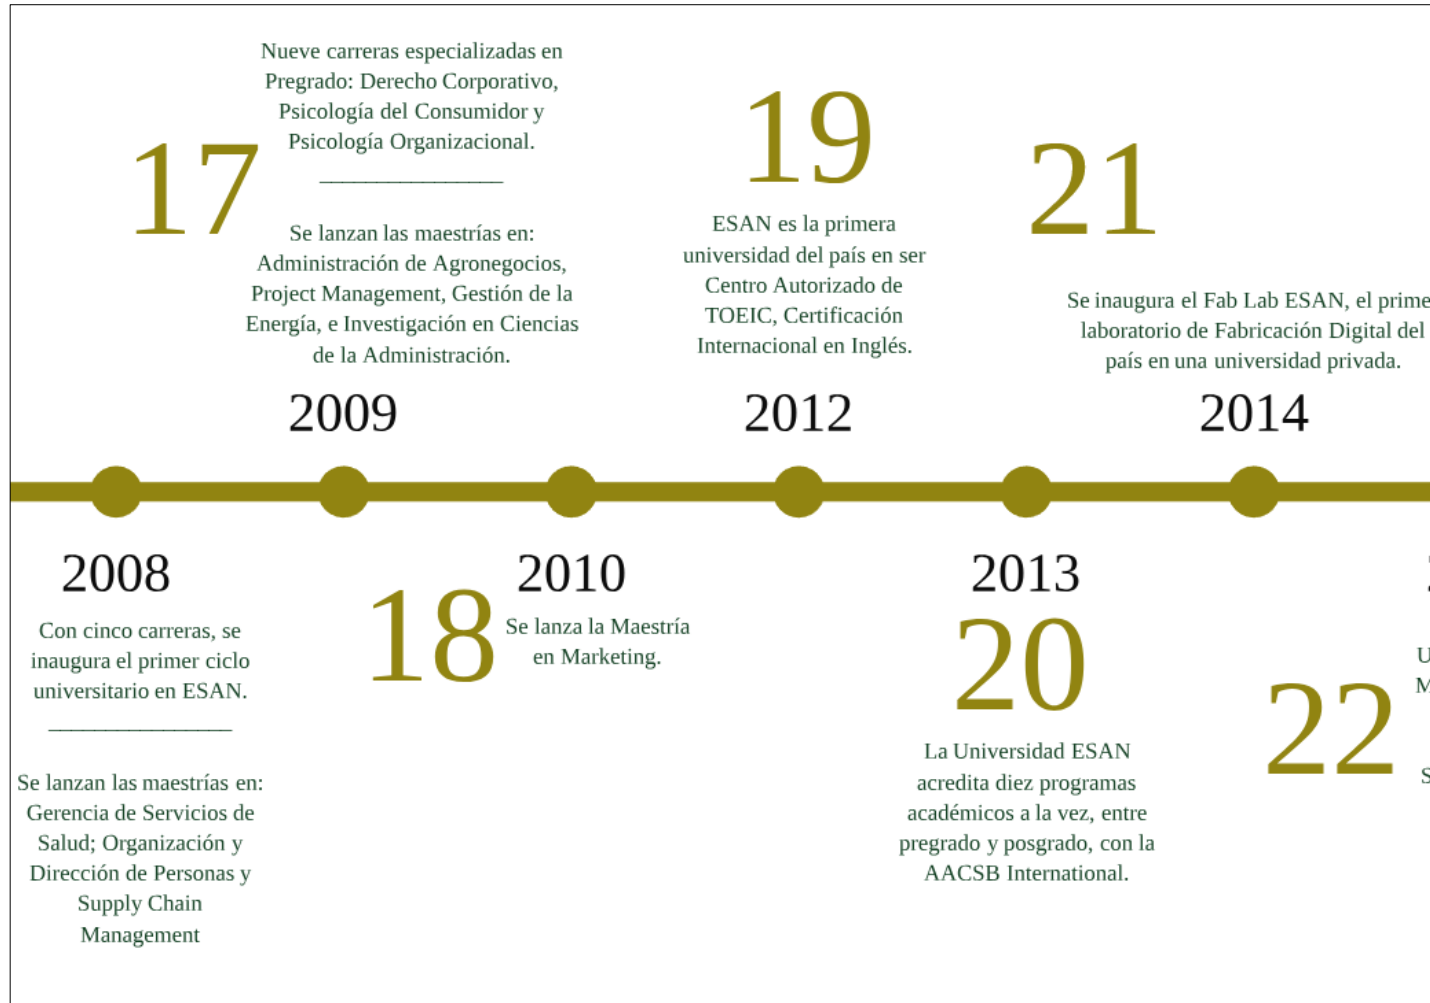 17
Nueve carreras especializadas en
Pregrado: Derecho Corporativo,
Psicología del Consumidor y
Psicología Organizacional.
________________
Se lanzan las maestrías en:
Administración de Agronegocios,
Project Management, Gestión de la
Energía, e Investigación en Ciencias
de la Administración.
2009
19
ESAN es la primera
universidad del país en ser
Centro Autorizado de
TOEIC, Certificación
Internacional en Inglés.
2012
21
Se inaugura el Fab Lab ESAN, el prime
laboratorio de Fabricación Digital del
país en una universidad privada.
2014
2008
Con cinco carreras, se
inaugura el primer ciclo
universitario en ESAN.
________________
Se lanzan las maestrías en:
Gerencia de Servicios de
Salud; Organización y
Dirección de Personas y
Supply Chain
Management
18
2010
Se lanza la Maestría
en Marketing.
2013
20
La Universidad ESAN
acredita diez programas
académicos a la vez, entre
pregrado y posgrado, con la
AACSB International.
22
U
M
S